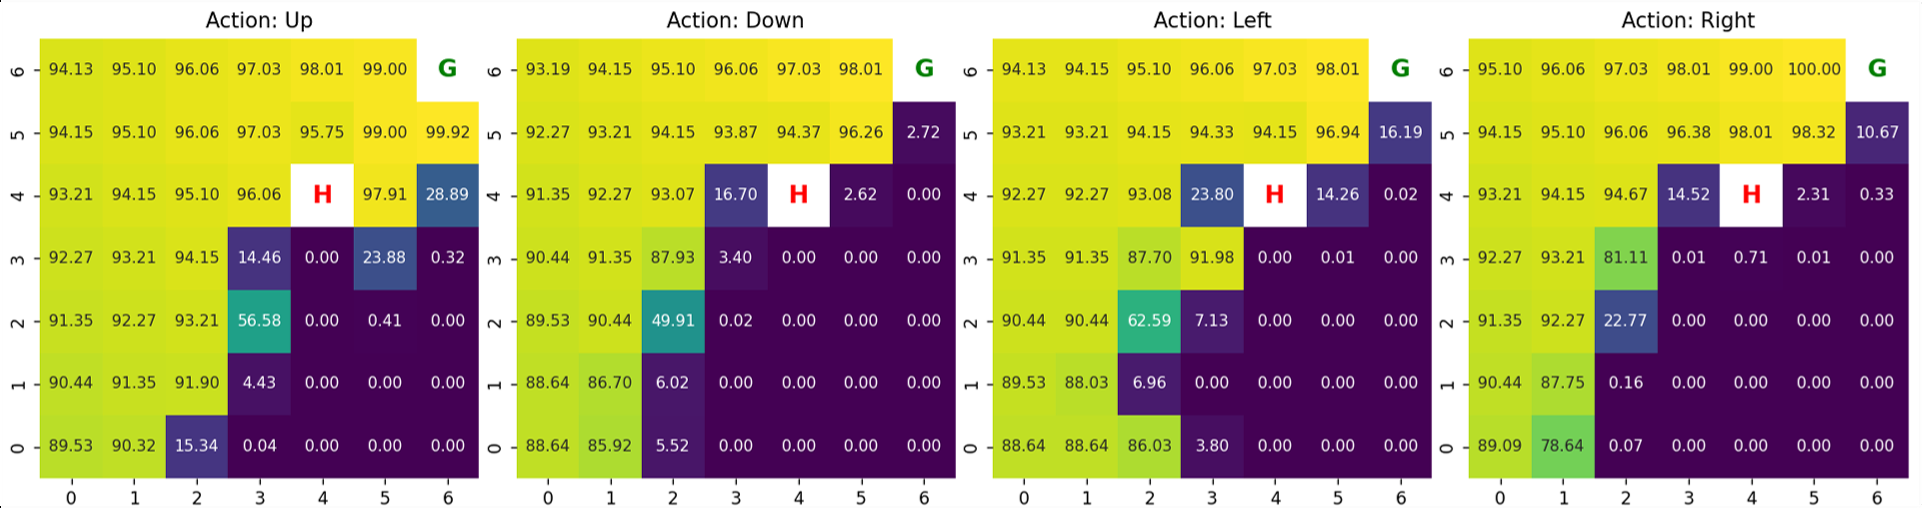 Action: Up Action: Down Action: Left Action: Right
6 94.13 95.10 96.06 97.03 98.01 99.00 G 6 93.19 94.15 95.10 96.06 97.03 98.01 G 6 94.13 94.15 95.10 96.06 97.03 98.01 G 6 95.10 96.06 97.03 98.01 99.00 100.00 G
5 94.15 95.10 96.06 97.03 95.75 99.00 99.92 5 92.27 93.21 94.15 93.87 94.37 96.26 2.72 5 93.21 93.21 94.15 94.33 94.15 96.94 16.19 5 94.15 95.10 96.06 96.38 98.01 98.32 10.67
4 93.21 94.15 95.10 96.06 H 97.91 28.89 4 91.35 92.27 93.07 16.70 H 2.62 0.00 4 92.27 92.27 93.08 23.80 H 14.26 0.02 4 93.21 94.15 94.67 14.52 H 2.31 0.33
3 92.27 93.21 94.15 14.46 0.00 23.88 0.32 3 90.44 91.35 87.93 3.40 0.00 0.00 0.00 3 91.35 91.35 87.70 91.98 0.00 0.01 0.00 3 92.27 93.21 81.11 0.01 0.71 0.01 0.00
2 91.35 92.27 93.21 56.58 0.00 0.41 0.00 2 89.53 90.44 49.91 0.02 0.00 0.00 0.00 2 90.44 90.44 62.59 7.13 0.00 0.00 0.00 2 91.35 92.27 22.77 0.00 0.00 0.00 0.00
1 90.44 91.35 91.90 4.43 0.00 0.00 0.00 1 88.64 86.70 6.02 0.00 0.00 0.00 0.00 1 89.53 88.03 6.96 0.00 0.00 0.00 0.00 1 90.44 87.75 0.16 0.00 0.00 0.00 0.00
0 89.53 90.32 15.34 0.04 0.00 0.00 0.00 0 88.64 85.92 5.52 0.00 0.00 0.00 0.00 0 88.64 88.64 86.03 3.80 0.00 0.00 0.00 0 89.09 78.64 0.07 0.00 0.00 0.00 0.00
0 1 2 3 4 5 6 0 1 2 3 4 5 6 0 1 2 3 4 5 6 0 1 2 3 4 5 6